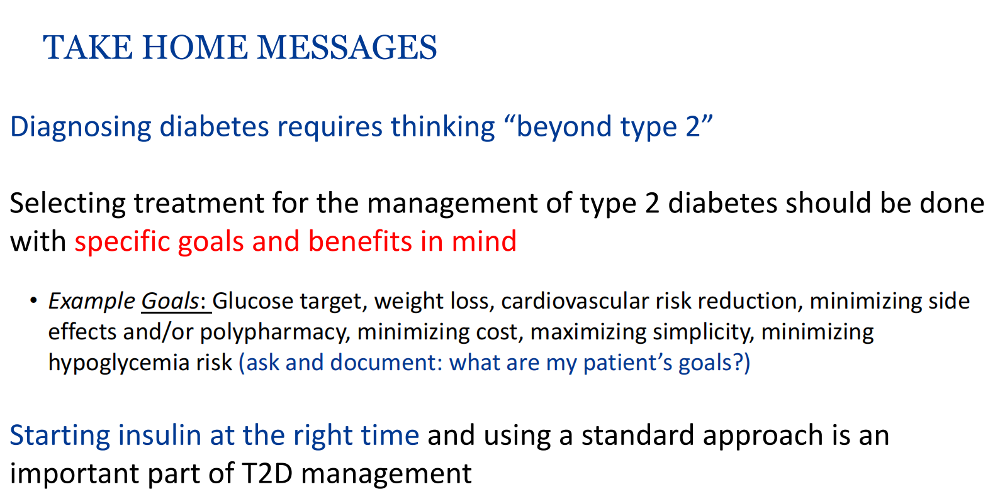 TAKE HOME MESSAGES
Diagnosing diabetes requires thinking “beyond type 2”
Selecting treatment for the management of type 2 diabetes should be done
with specific goals and benefits in mind
• Example Goals: Glucose target, weight loss, cardiovascular risk reduction, minimizing side
effects and/or polypharmacy, minimizing cost, maximizing simplicity, minimizing
hypoglycemia risk (ask and document: what are my patient’s goals?)
Starting insulin at the right time and using a standard approach is an
important part of T2D management